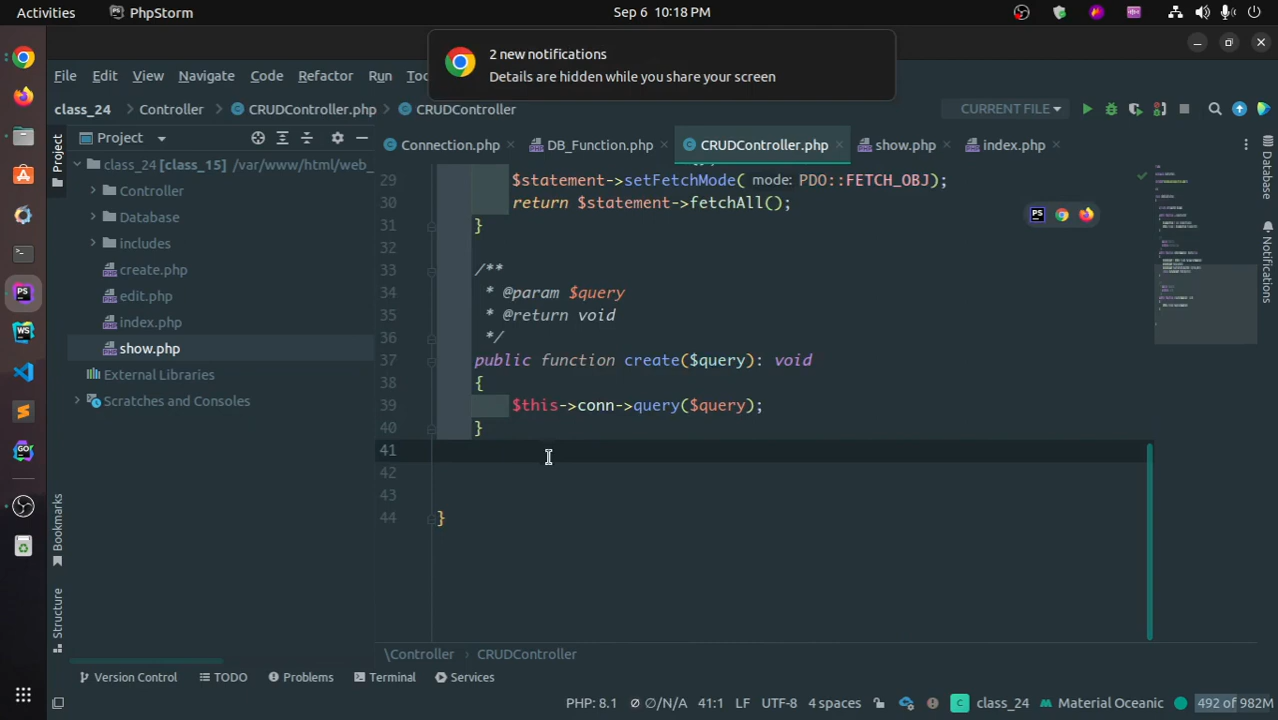 Activities PhpStorm Sep 6 10:18 PM
2 new notifications
Details are hidden while you share your screen
File Edit View Navigate Code Refactor Run Too
class_24 Controller CRUDController.php CRUDController CURRENT FILE
Project Project Connection.php DB_Function.php CRUDController.php show.php index.php Database
class_24 [class_15] /var/www/html/web_
Controller
Database
includes
create.php
edit.php
index.php
show.php
External Libraries
Scratches and Consoles
29 $statement->setFetchMode( mode: PDO::FETCH_OBJ);
30 return $statement->fetchAll();
31 }
32
33 /**
34 * @param $query
35 * @return void
36 */
37 public function create($query): void
38 {
39 $this->conn->query($query);
40 }
41
42
43
44 }
Notifications
Bookmarks
Structure
\Controller CRUDController
Version Control TODO Problems Terminal Services
PHP: 8.1 ∅/N/A 41:1 LF UTF-8 4 spaces C class_24 Material Oceanic 492 of 982M